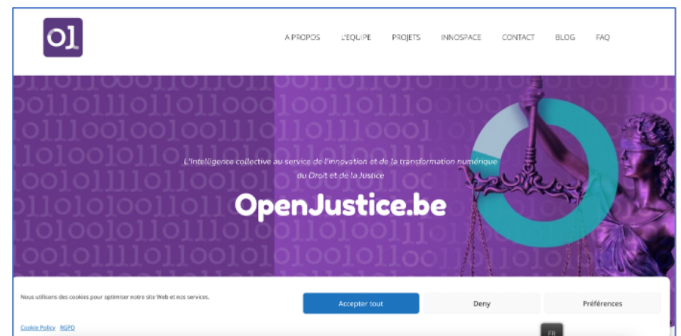 OJ
A PROPOS L'EQUIPE PROJETS INNOSPACE CONTACT BLOG FAQ
L'Intelligence collective au service de l'innovation et de la transformation numérique
du Droit et de la Justice
OpenJustice.be
Nous utilisons des cookies pour optimiser notre site Web et nos services.
Accepter tout Deny Préférences
Cookie Policy RGPD
FR